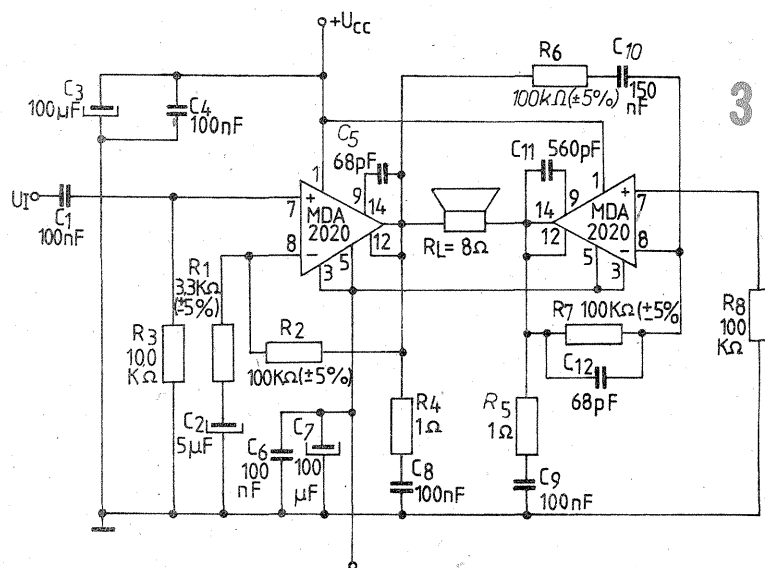 +UCC
C3
100µF
C4
100nF
R6
100kΩ(±5%)
C10
150
nF
3
C5
68pF
C11
560pF
1
9
14
12
7
8
+
−
MDA
2020
3
5
UI
C1
100nF
RL= 8Ω
1
9
14
12
7
8
+
−
MDA
2020
5
3
R1
3,3KΩ
(±5%)
R3
100
KΩ
R2
100KΩ(±5%)
R7 100KΩ(±5%
C12
68pF
R8
100
KΩ
C2
5µF
C6
100
nF
C7
100
µF
R4
1Ω
R5
1Ω
C8
100nF
C9
100nF